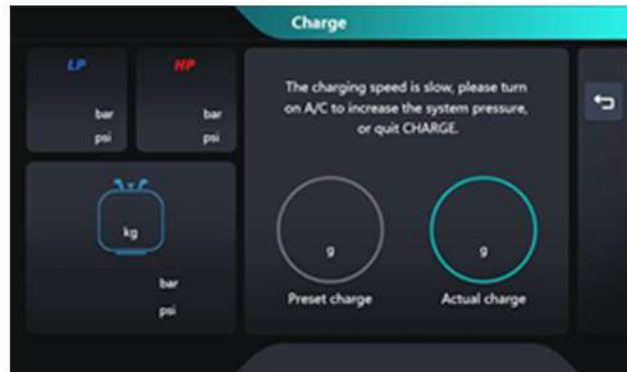 Charge
LP
HP
bar
bar
psi
psi
The charging speed is slow, please turn
on A/C to increase the system pressure,
or quit CHARGE.
kg
bar
psi
g
g
Preset charge
Actual charge